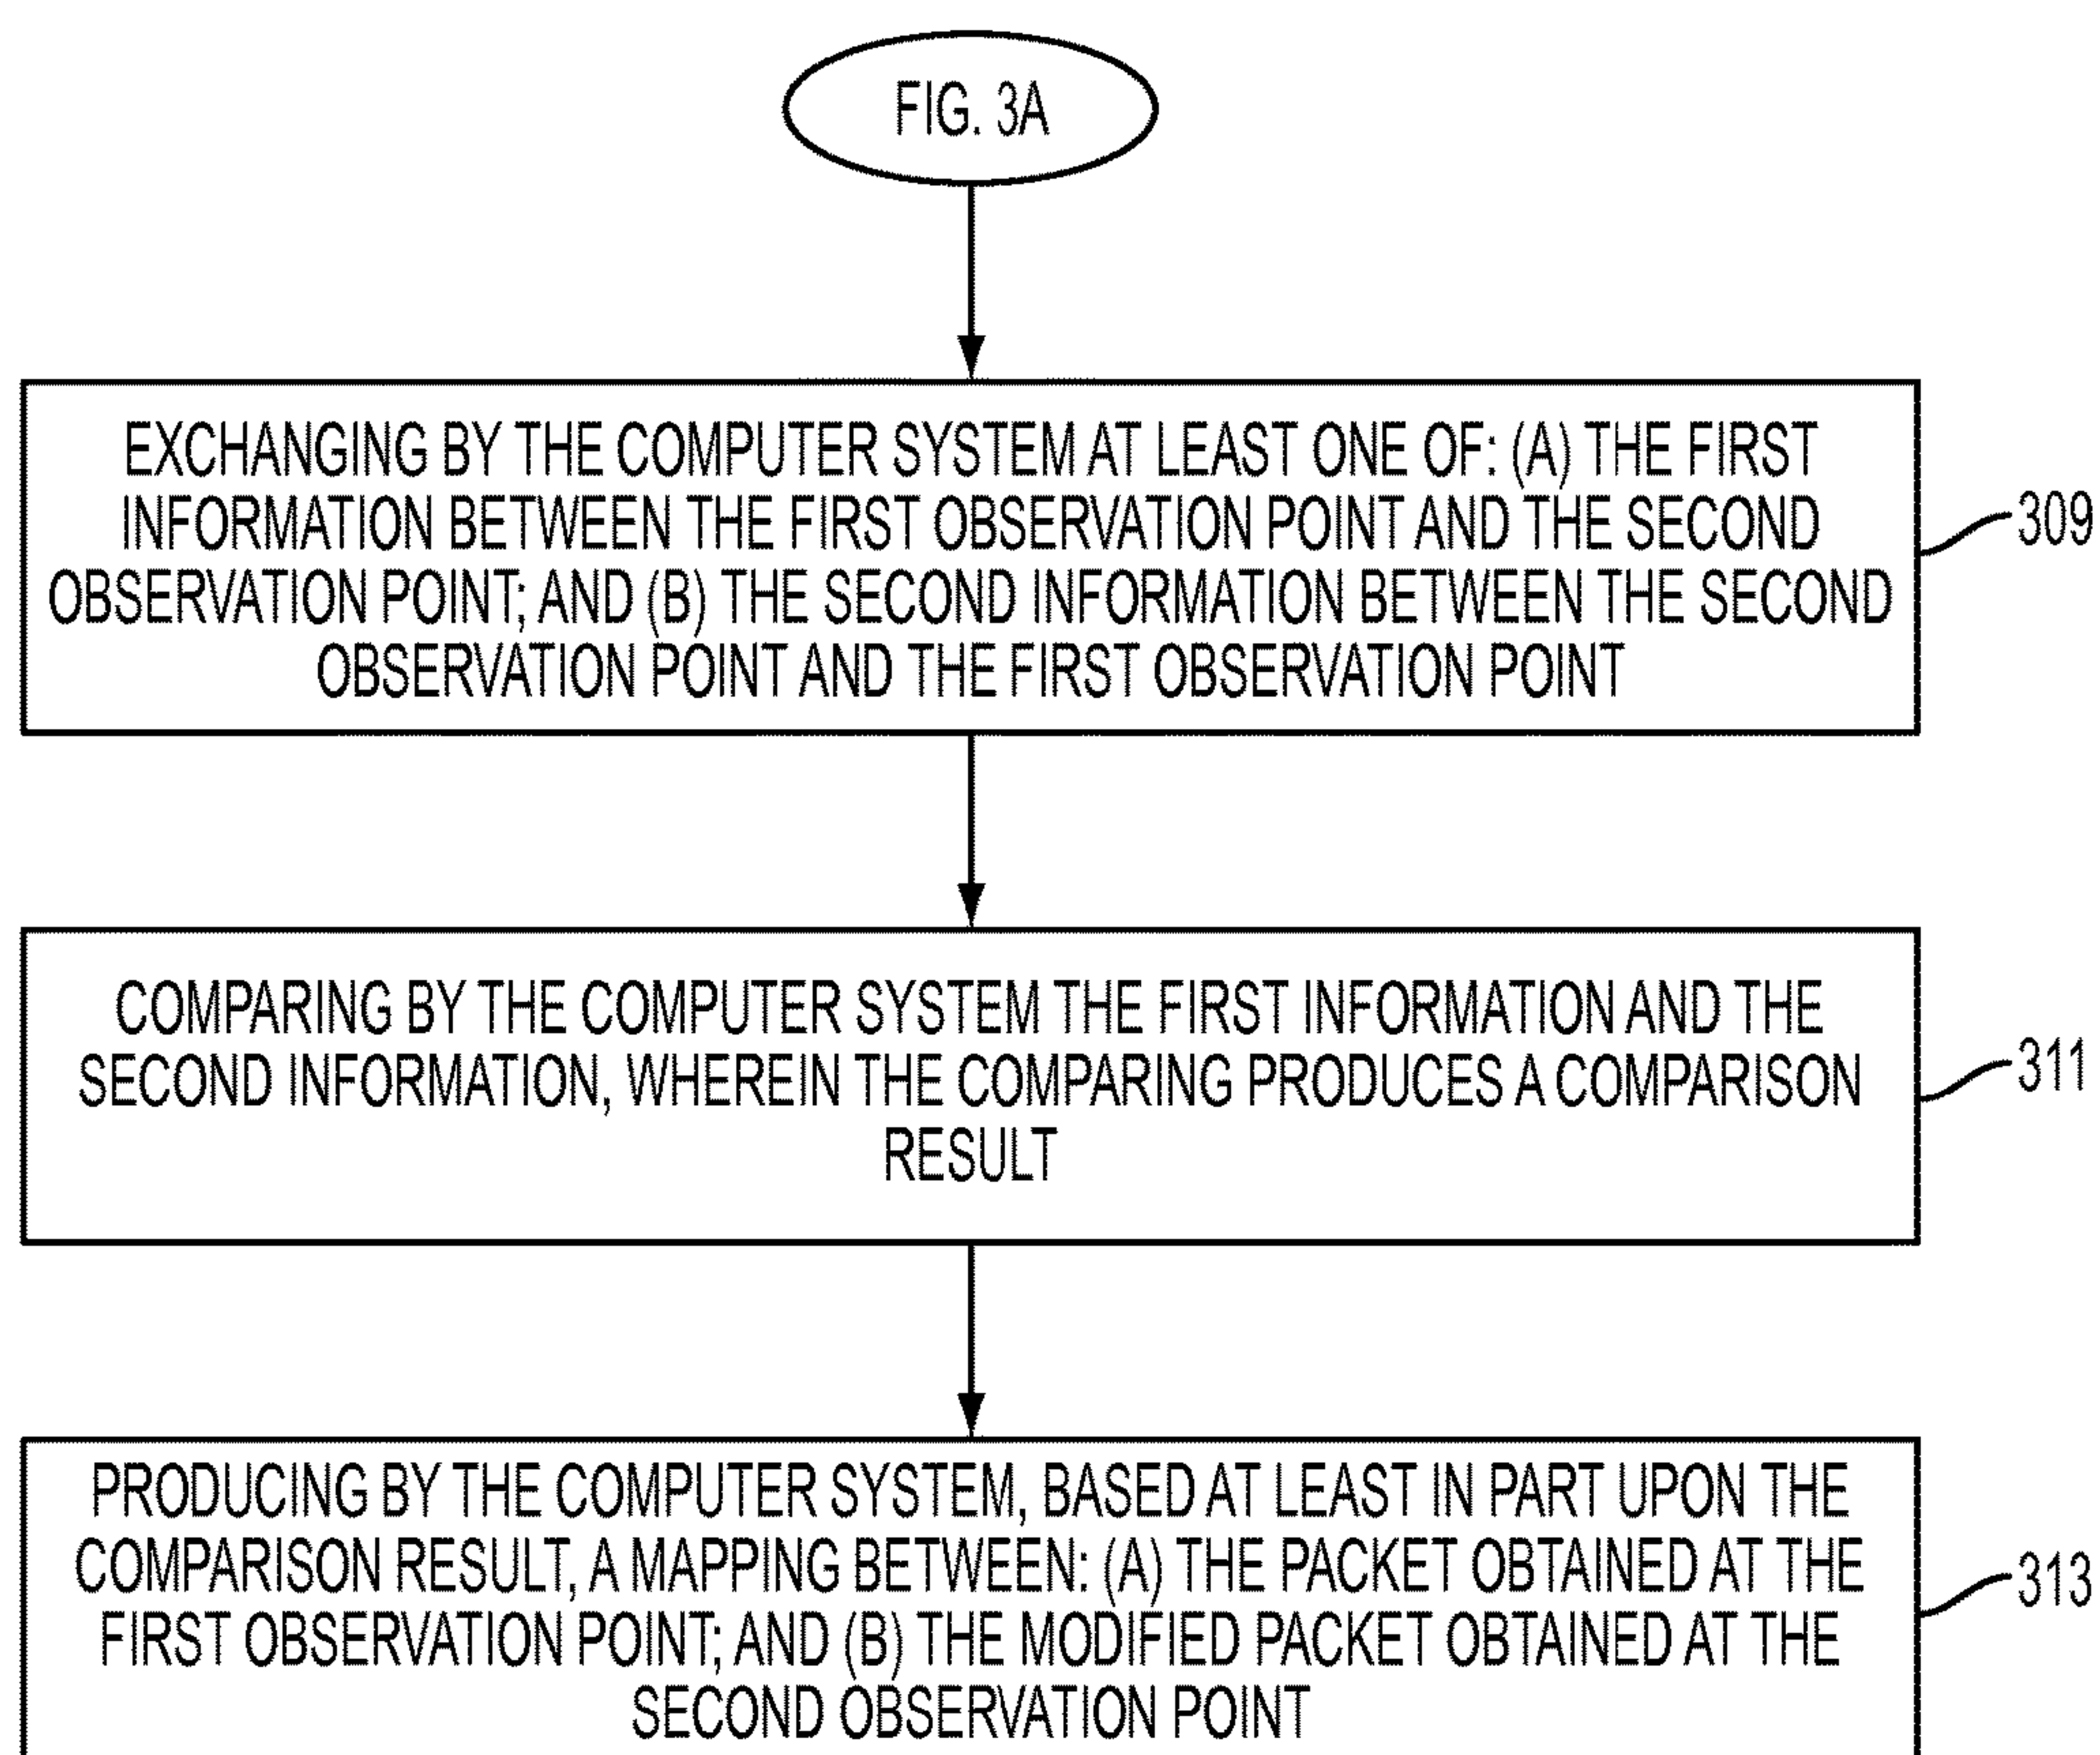 FIG. 3A
EXCHANGING BY THE COMPUTER SYSTEM AT LEAST ONE OF: (A) THE FIRST
INFORMATION BETWEEN THE FIRST OBSERVATION POINT AND THE SECOND
OBSERVATION POINT; AND (B) THE SECOND INFORMATION BETWEEN THE SECOND
OBSERVATION POINT AND THE FIRST OBSERVATION POINT
309
COMPARING BY THE COMPUTER SYSTEM THE FIRST INFORMATION AND THE
SECOND INFORMATION, WHEREIN THE COMPARING PRODUCES A COMPARISON
RESULT
311
PRODUCING BY THE COMPUTER SYSTEM, BASED AT LEAST IN PART UPON THE
COMPARISON RESULT, A MAPPING BETWEEN: (A) THE PACKET OBTAINED AT THE
FIRST OBSERVATION POINT; AND (B) THE MODIFIED PACKET OBTAINED AT THE
SECOND OBSERVATION POINT
313